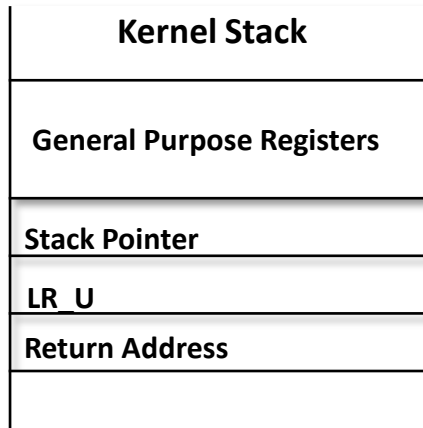 Kernel Stack
General Purpose Registers
Stack Pointer
LR_U
Return Address